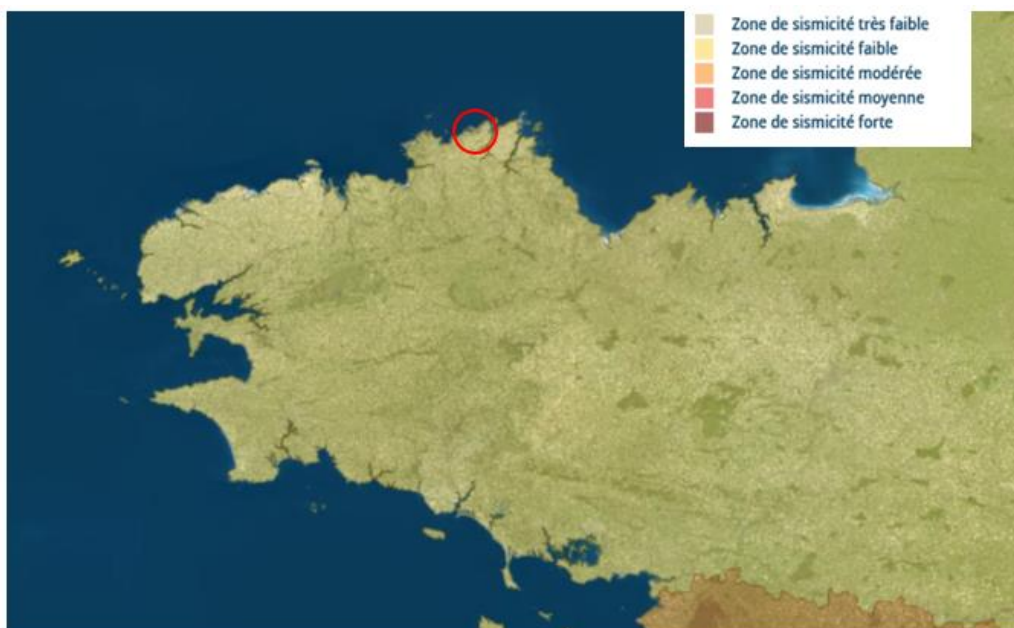 Zone de sismicité très faible
Zone de sismicité faible
Zone de sismicité modérée
Zone de sismicité moyenne
Zone de sismicité forte